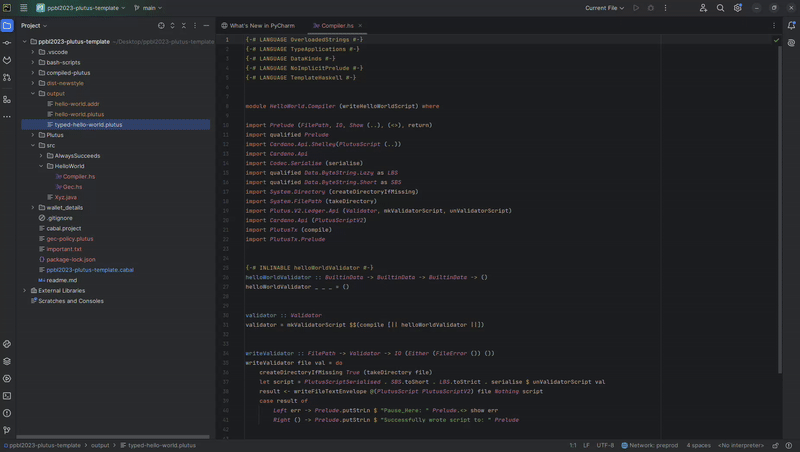 ppbl2023-plutus-template
main
Current File
Project
What's New in PyCharm
Compiler.hs
ppbl2023-plutus-template ~/Desktop/ppbl2023-plutus-template
.vscode
bash-scripts
compiled-plutus
dist-newstyle
output
hello-world.addr
hello-world.plutus
typed-hello-world.plutus
Plutus
src
AlwaysSucceeds
HelloWorld
Compiler.hs
Gec.hs
Xyz.java
wallet_details
.gitignore
cabal.project
gec-policy.plutus
important.txt
package-lock.json
ppbl2023-plutus-template.cabal
readme.md
External Libraries
Scratches and Consoles
{-# LANGUAGE OverloadedStrings #-}
{-# LANGUAGE TypeApplications #-}
{-# LANGUAGE DataKinds #-}
{-# LANGUAGE NoImplicitPrelude #-}
{-# LANGUAGE TemplateHaskell #-}
module HelloWorld.Compiler (writeHelloWorldScript) where
import Prelude (FilePath, IO, Show (..), (<>), return)
import qualified Prelude
import Cardano.Api.Shelley(PlutusScript (..))
import Cardano.Api
import Codec.Serialise (serialise)
import qualified Data.ByteString.Lazy as LBS
import qualified Data.ByteString.Short as SBS
import System.Directory (createDirectoryIfMissing)
import System.FilePath (takeDirectory)
import Plutus.V2.Ledger.Api (Validator, mkValidatorScript, unValidatorScript)
import Cardano.Api (PlutusScriptV2)
import PlutusTx (compile)
import PlutusTx.Prelude
{-# INLINABLE helloWorldValidator #-}
helloWorldValidator :: BuiltinData -> BuiltinData -> BuiltinData -> ()
helloWorldValidator _ _ _ = ()
validator :: Validator
validator = mkValidatorScript $$(compile [|| helloWorldValidator ||])
writeValidator :: FilePath -> Validator -> IO (Either (FileError ()) ())
writeValidator file val = do
createDirectoryIfMissing True (takeDirectory file)
let script = PlutusScriptSerialised . SBS.toShort . LBS.toStrict . serialise $ unValidatorScript val
result <- writeFileTextEnvelope @(PlutusScript PlutusScriptV2) file Nothing script
case result of
Left err -> Prelude.putStrLn $ "Pause_Here: " Prelude.<> show err
Right () -> Prelude.putStrLn $ "Successfully wrote script to: " Prelude
ppbl2023-plutus-template > output > typed-hello-world.plutus
1:1 LF UTF-8 Network: preprod 4 spaces <No interpreter>